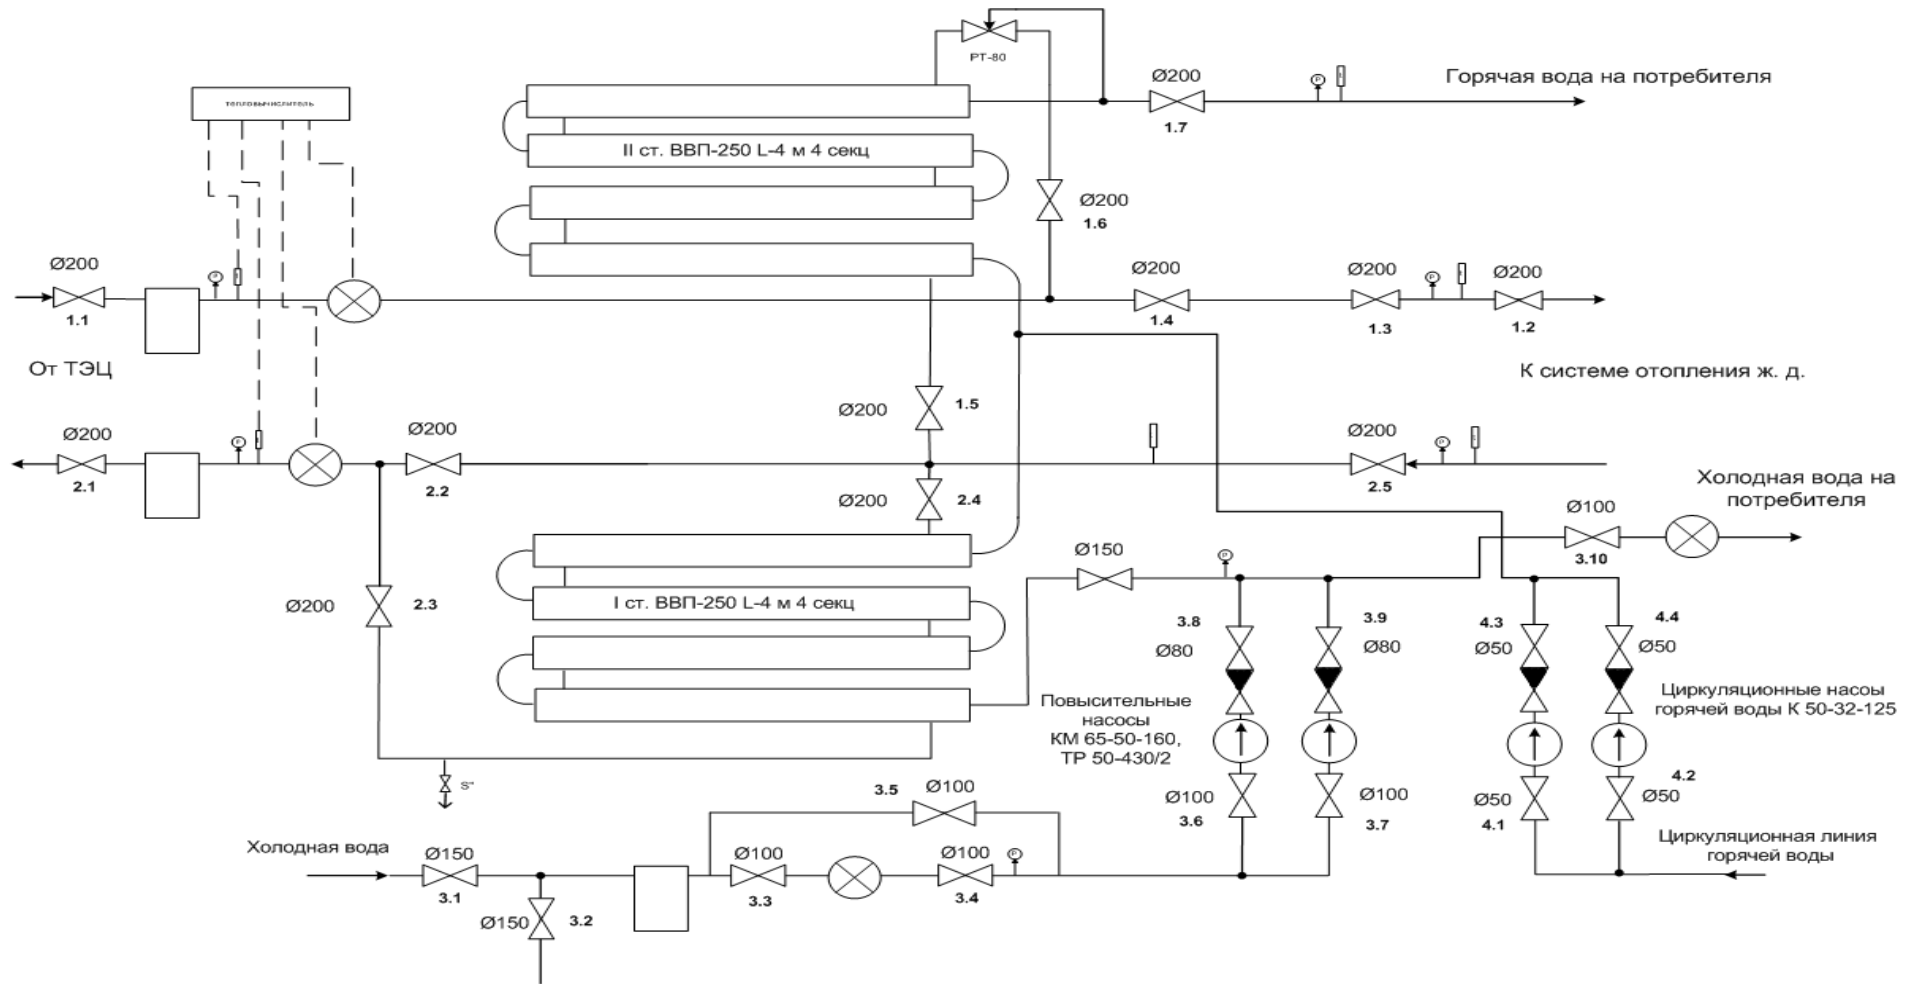 РТ-80
Ø200
Горячая вода на потребителя
тепловычислитель
1.7
II ст. ВВП-250 L-4 м 4 секц
Ø200
1.6
Ø200
Ø200
Ø200
Ø200
1.1
1.4
1.3
1.2
От ТЭЦ
К системе отопления ж. д.
Ø200
1.5
Ø200
Ø200
Ø200
2.1
2.2
2.5
Ø200
2.4
Холодная вода на
потребителя
Ø100
3.10
Ø150
I ст. ВВП-250 L-4 м 4 секц
Ø200
2.3
3.8
3.9
4.3
4.4
Ø80
Ø80
Ø50
Ø50
Повысительные
насосы
КМ 65-50-160,
ТР 50-430/2
Циркуляционные насоы
горячей воды К 50-32-125
3.5
Ø100
Ø100
3.6
Ø100
3.7
Ø50
4.1
4.2
Ø50
Холодная вода
Ø150
Ø100
Ø100
Циркуляционная линия
горячей воды
3.1
3.3
3.4
Ø150
3.2